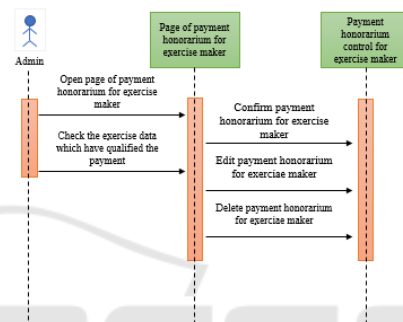 Admin
Page of payment
honorarium for
exercise maker
Payment
honorarium
control for
exercise maker
Open page of payment
honorarium for exercise
maker
Check the exercise data
which have qualified the
payment
Confirm payment
honorarium for exercise
maker
Edit payment honorarium
for exerciae maker
Delete payment honorarium
for exerciae maker